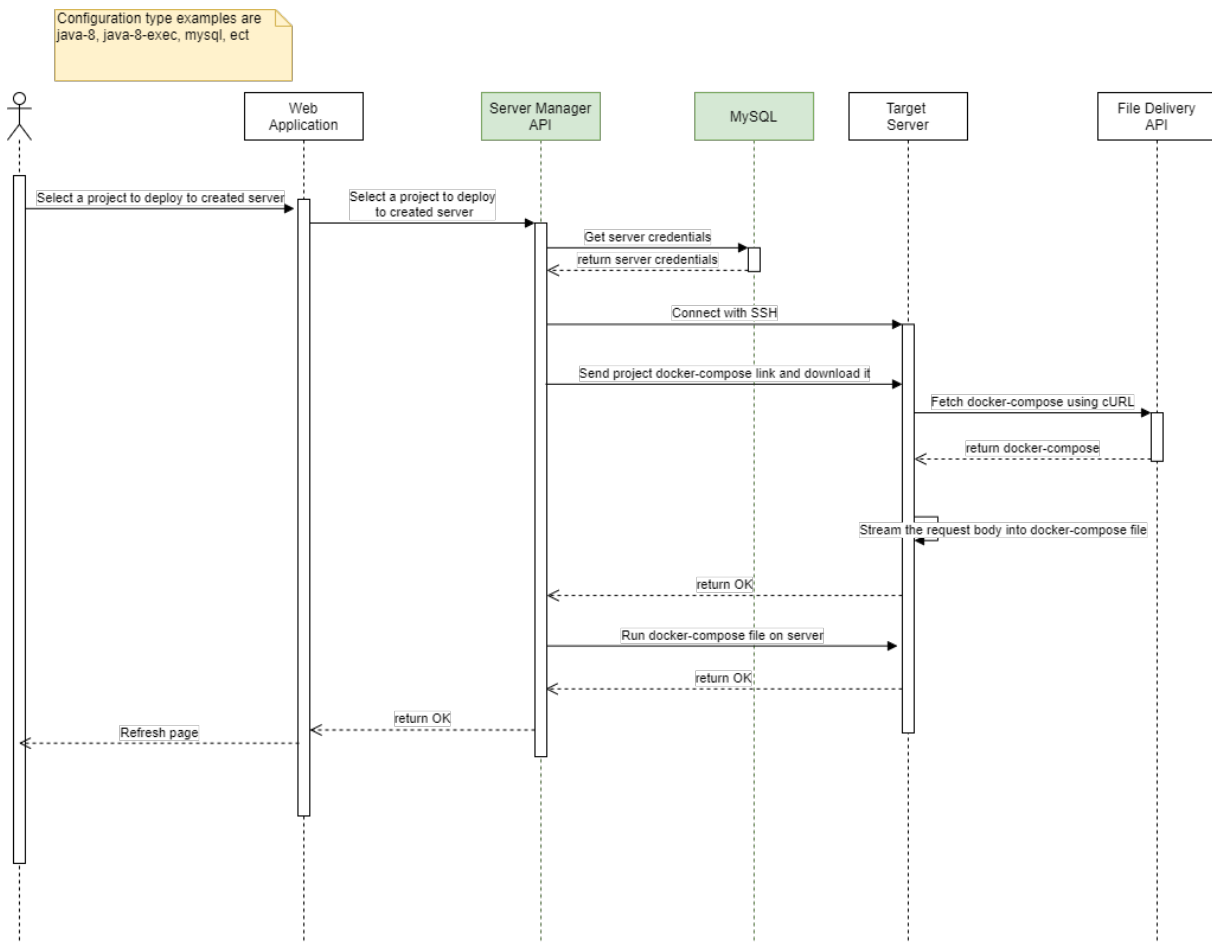 Configuration type examples are
java-8, java-8-exec, mysql, ect
Web
Application
Server Manager
API
MySQL
Target
Server
File Delivery
API
Select a project to deploy to created server
Select a project to deploy
to created server
Get server credentials
return server credentials
Connect with SSH
Send project docker-compose link and download it
Fetch docker-compose using cURL
return docker-compose
Stream the request body into docker-compose file
return OK
Run docker-compose file on server
return OK
return OK
Refresh page